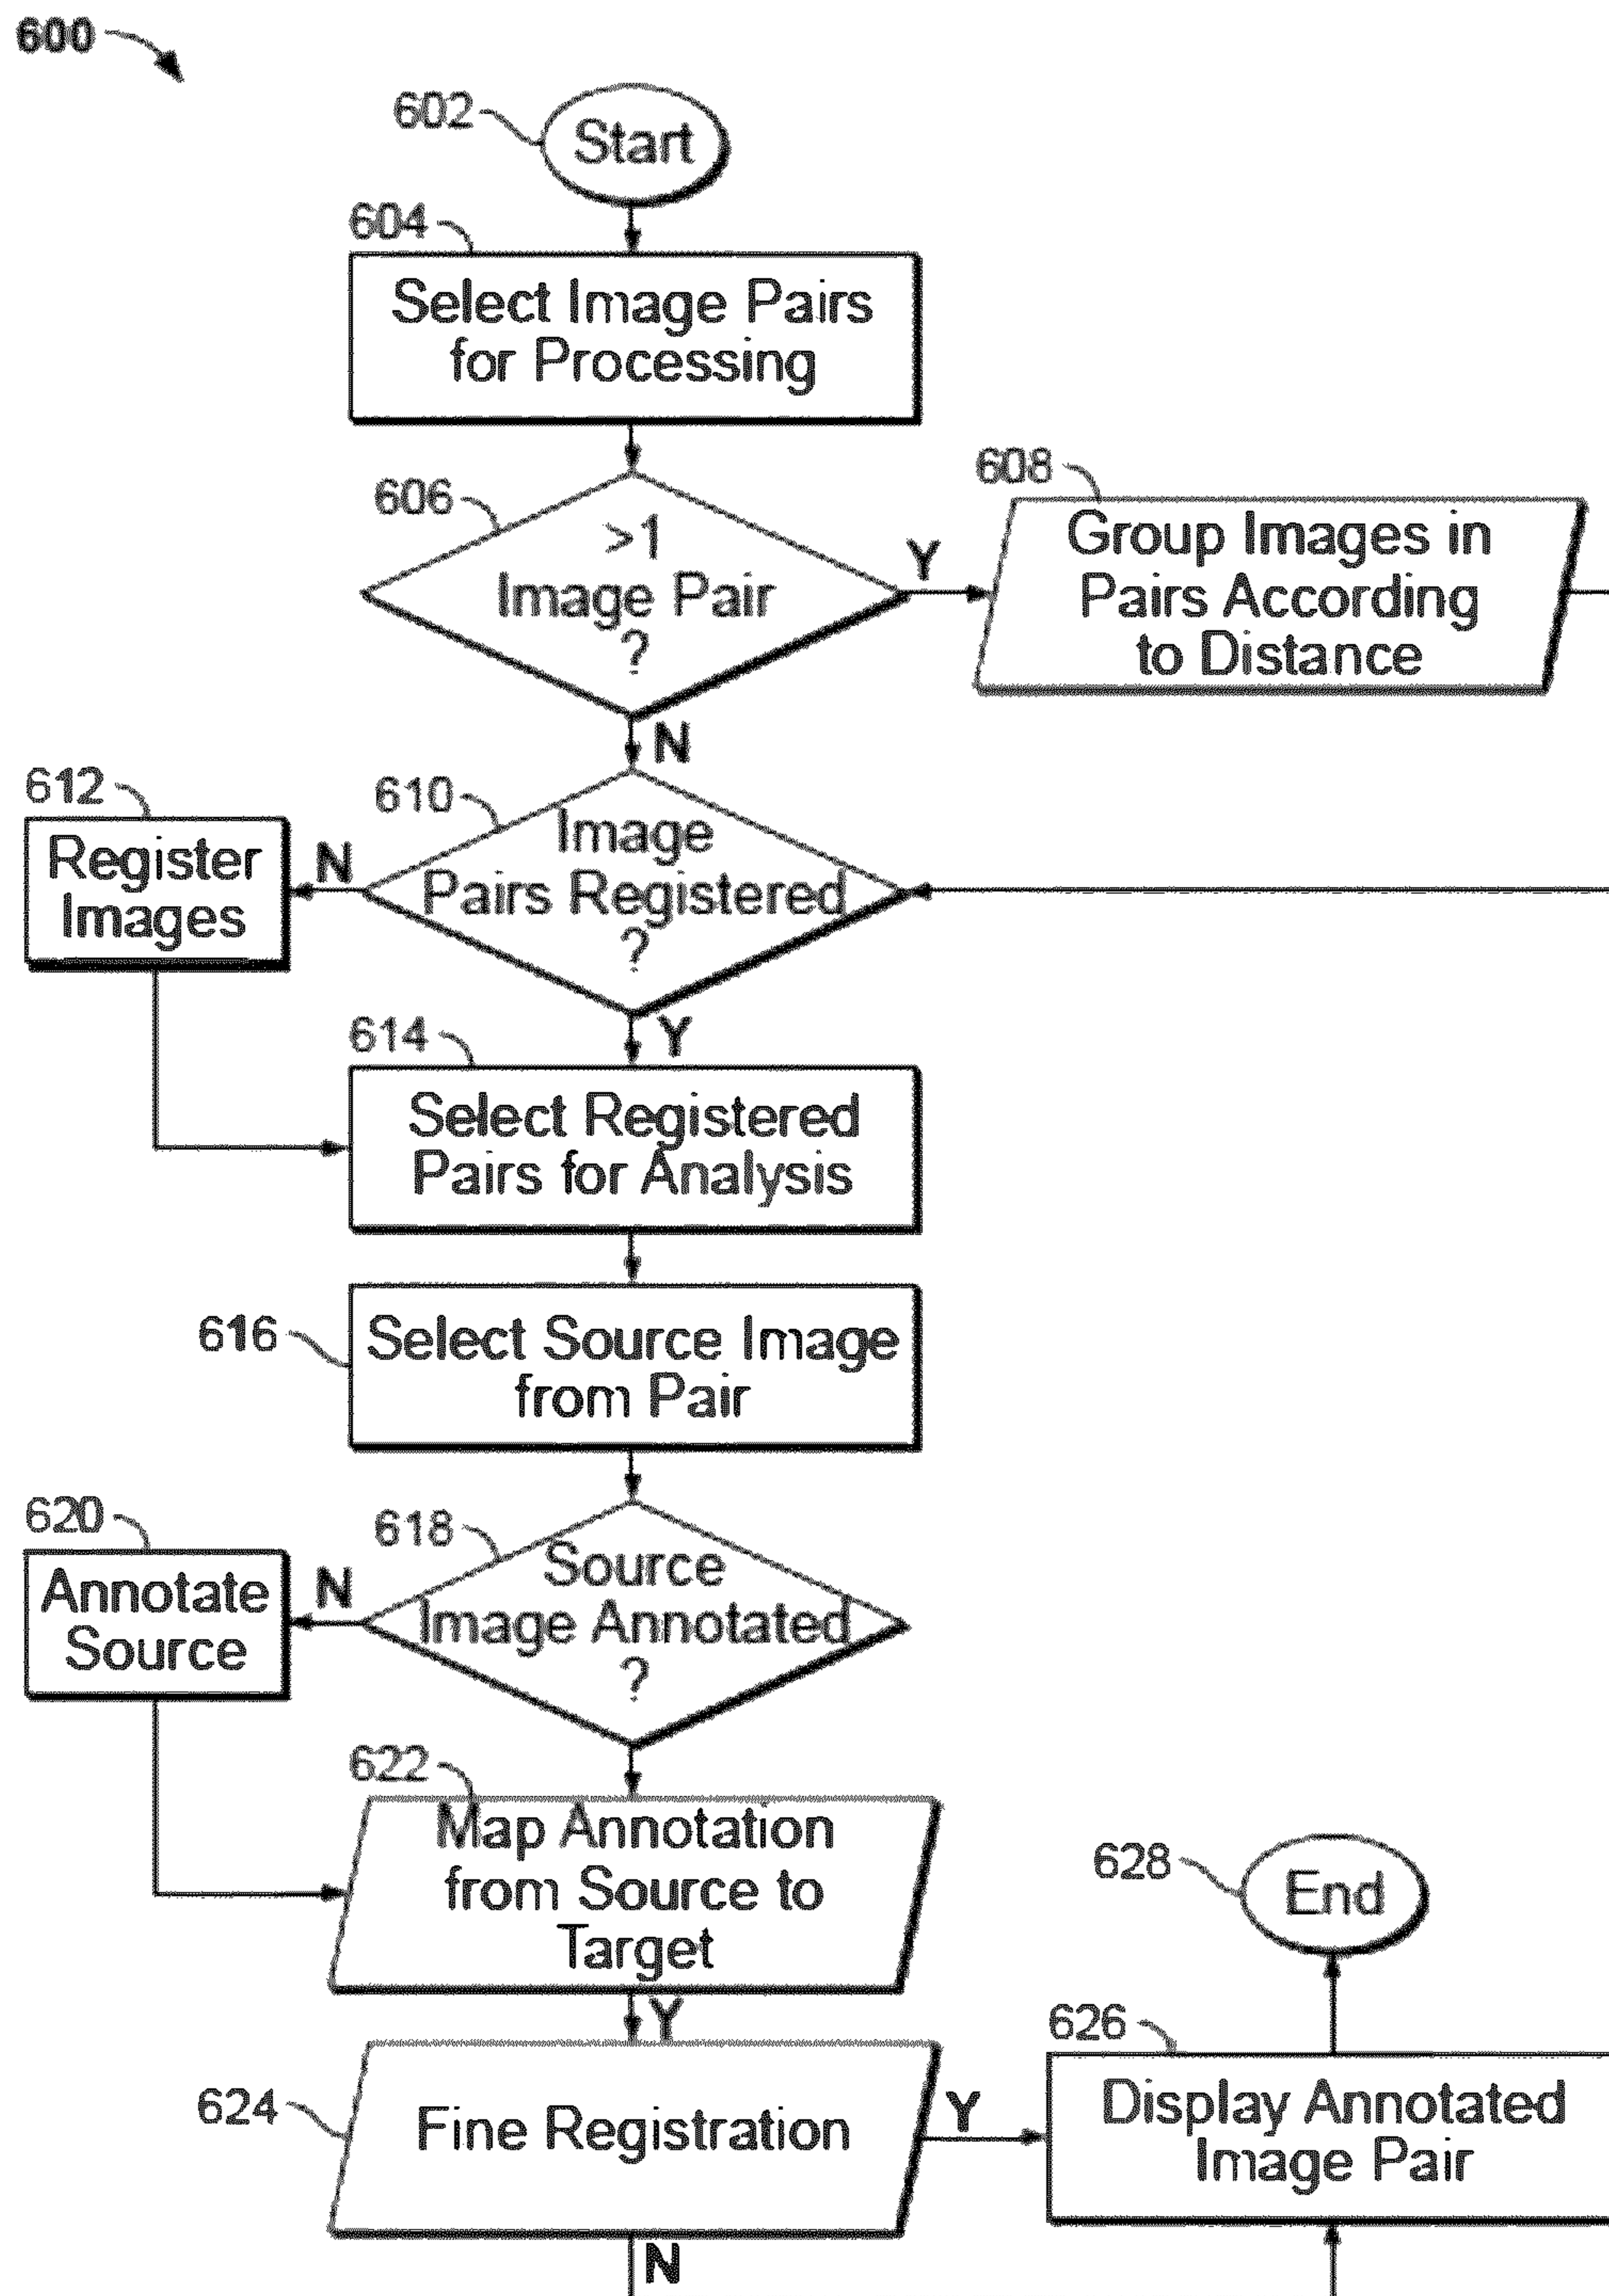 600
602
Start
604
Select Image Pairs
for Processing
606
>1
Image Pair
?
Y
608
Group Images in
Pairs According
to Distance
N
610
Image
Pairs Registered
?
N
612
Register
Images
Y
614
Select Registered
Pairs for Analysis
616
Select Source Image
from Pair
618
Source
Image Annotated
?
N
620
Annotate
Source
622
Map Annotation
from Source to
Target
Y
624
Fine Registration
Y
N
626
Display Annotated
Image Pair
628
End